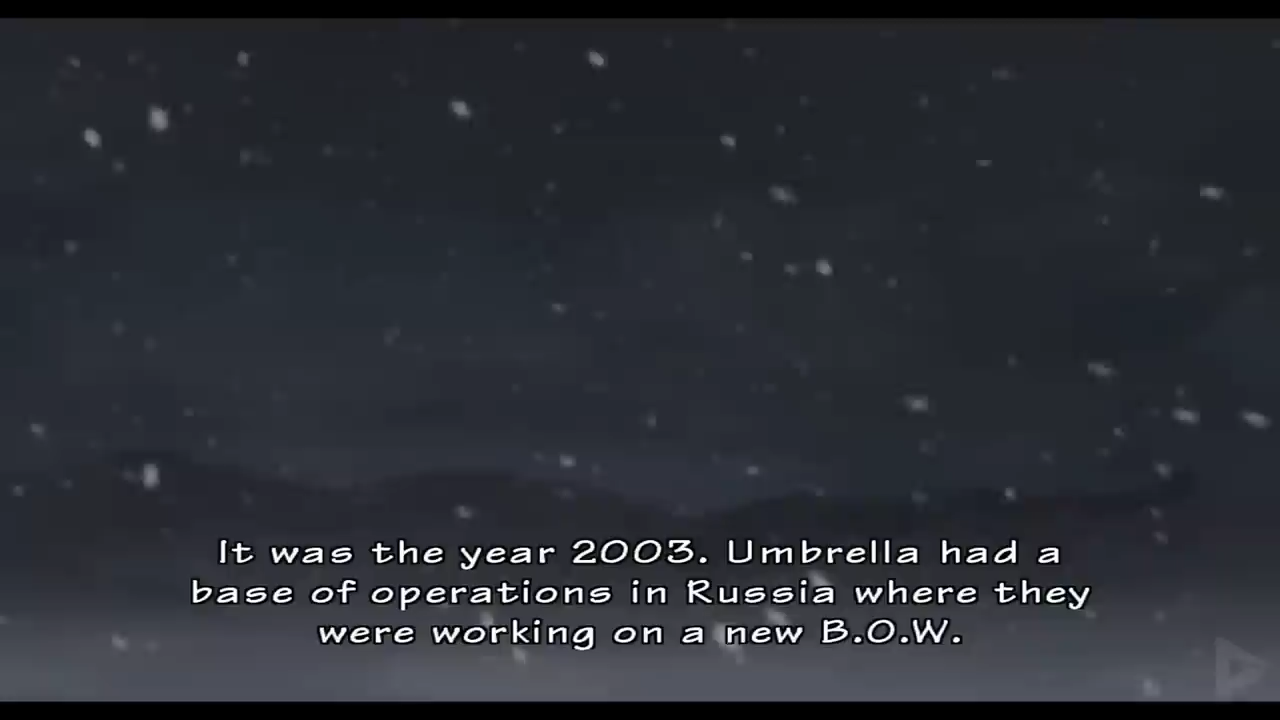 It was the year 2003. Umbrella had a
base of operations in Russia where they
were working on a new B.O.W.